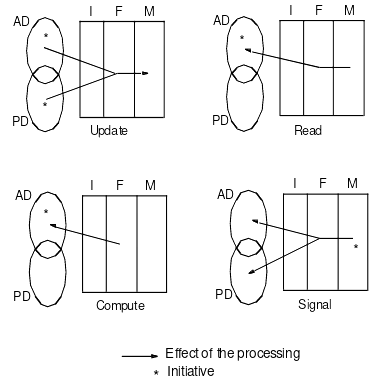 AD I F M
*
*
PD
Update
AD I F M
*
PD
Read
AD I F M
*
PD
Compute
AD I F M
*
PD
Signal
Effect of the processing
* Initiative